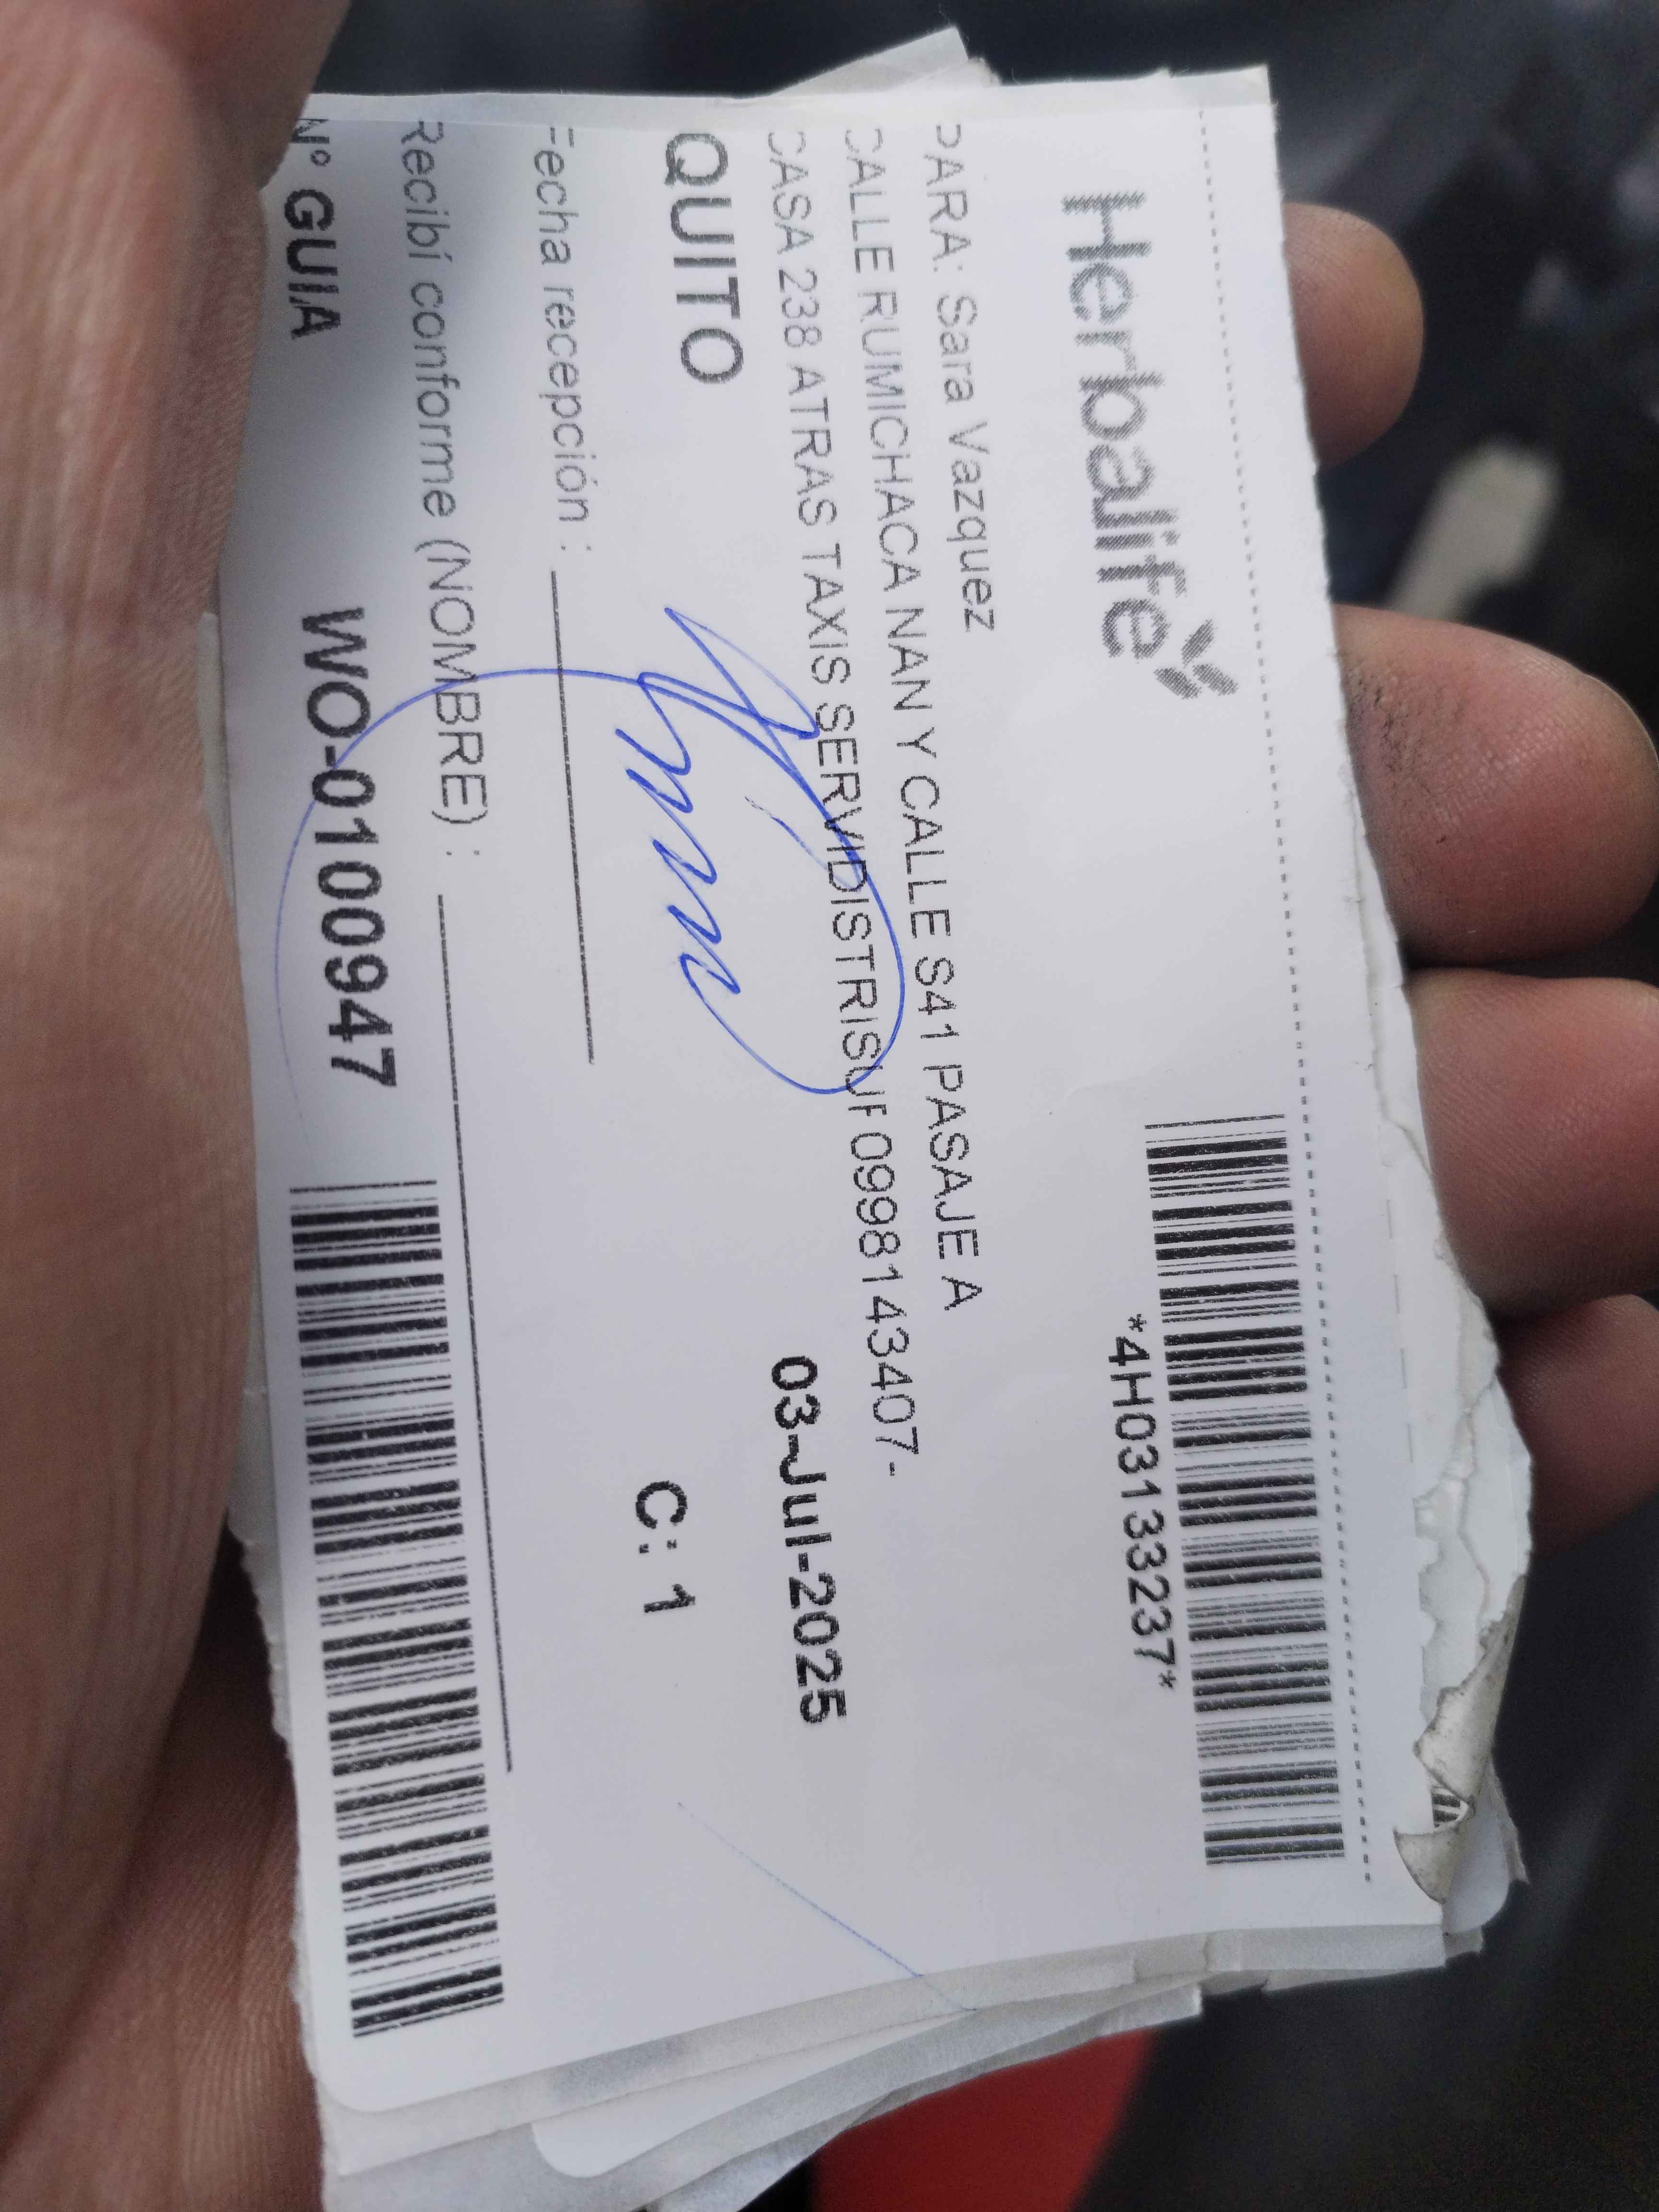 Herbalife
*4H03133237*
PARA: Sara Vazquez
CALLE RUMICHACA NAN Y CALLE S41 PASAJE A
CASA 238 ATRAS TAXIS SERVIDISTRISUF 0998143407-
QUITO
03-Jul-2025
C: 1
Fecha recepción :
Recibí conforme (NOMBRE) :
N° GUIA
WO-0100947